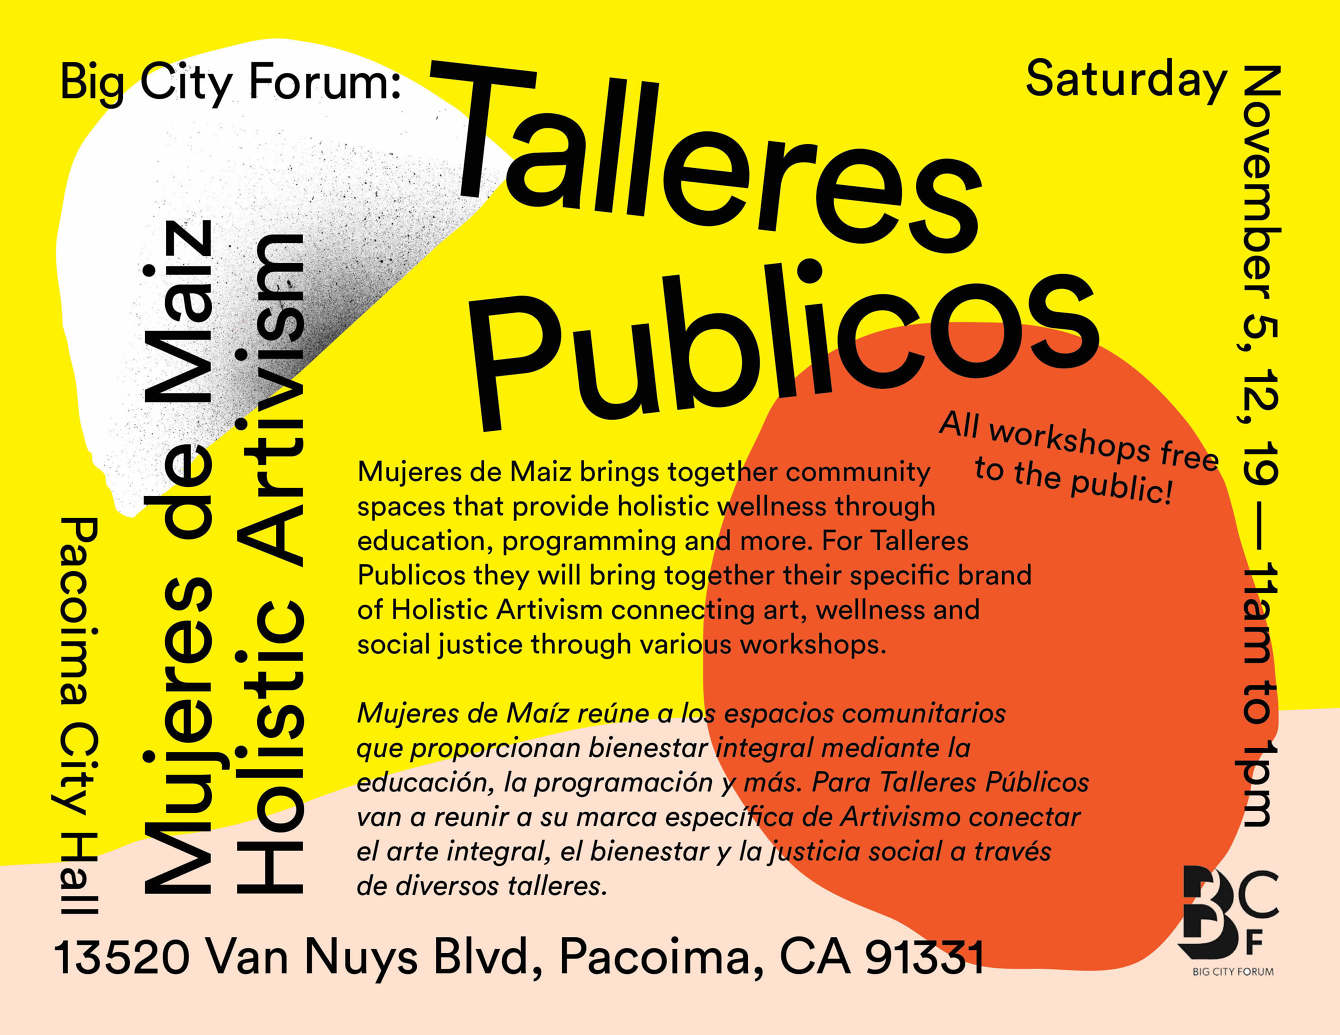 Big City Forum:
Talleres
Publicos
Saturday
November 5, 12, 19 — 11am to 1pm
Mujeres de Maiz
Holistic Artivism
All workshops free
to the public!
Mujeres de Maiz brings together community
spaces that provide holistic wellness through
education, programming and more. For Talleres
Publicos they will bring together their specific brand
of Holistic Artivism connecting art, wellness and
social justice through various workshops.
Mujeres de Maíz reúne a los espacios comunitarios
que proporcionan bienestar integral mediante la
educación, la programación y más. Para Talleres Públicos
van a reunir a su marca específica de Artivismo conectar
el arte integral, el bienestar y la justicia social a través
de diversos talleres.
Pacoima City Hall
13520 Van Nuys Blvd, Pacoima, CA 91331
BCF
BIG CITY FORUM